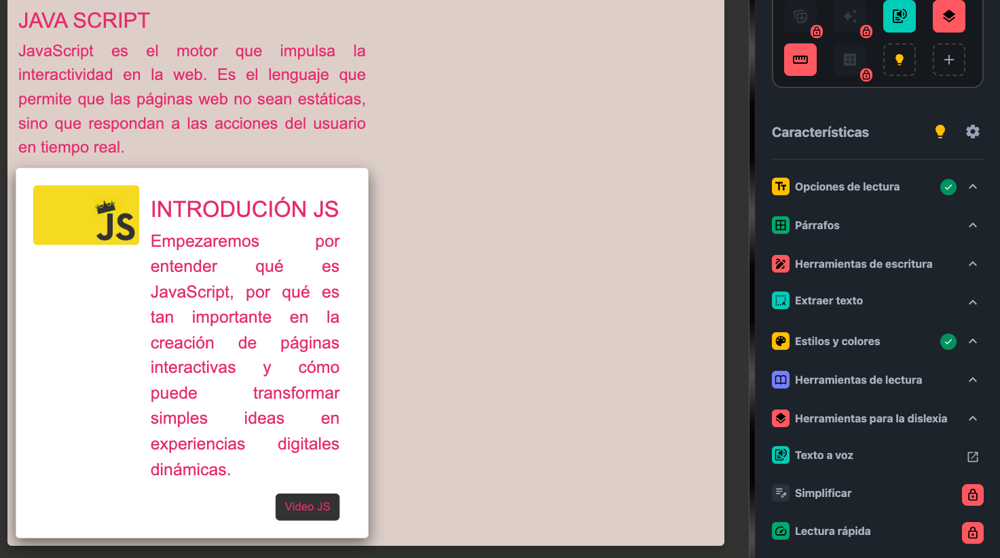 JAVA SCRIPT
JavaScript es el motor que impulsa la
interactividad en la web. Es el lenguaje que
permite que las páginas web no sean estáticas,
sino que respondan a las acciones del usuario
en tiempo real.
JS
INTRODUCIÓN JS
Empezaremos por
entender qué es
JavaScript, por qué es
tan importante en la
creación de páginas
interactivas y cómo
puede transformar
simples ideas en
experiencias digitales
dinámicas.
Video JS
Características
Tт Opciones de lectura
Párrafos
Herramientas de escritura
Extraer texto
Estilos y colores
Herramientas de lectura
Herramientas para la dislexia
Texto a voz
Simplificar
Lectura rápida